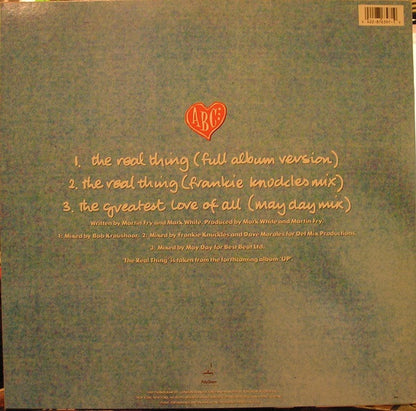 ABC
1. the real thing (full album version)
2. the real thing (frankie knuckles mix)
3. the greatest love of all (may day mix)
Written by Martin Fry and Mark White. Produced by Mark White and Martin Fry.
1: Mixed by Bob Kraushaar. 2: Mixed by Frankie Knuckles and Dave Morales for Def Mix Productions.
3: Mixed by May Day for Best Beat Ltd.
'The Real Thing' is taken from the forthcoming album 'UP'.